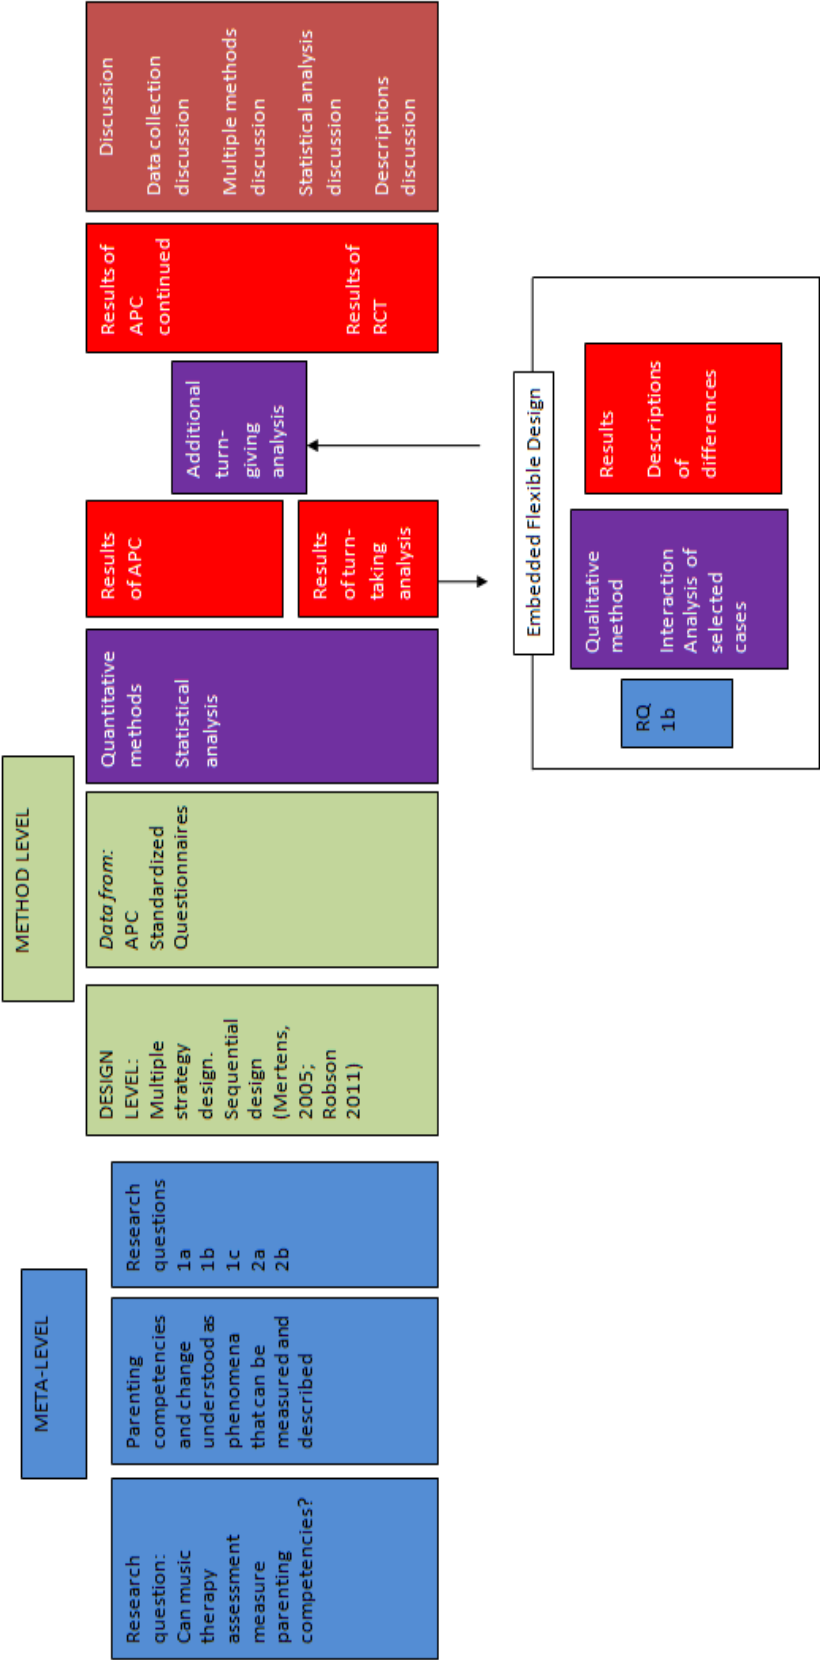 META-LEVEL
Research
question:
Can music
therapy
assessment
measure
parenting
competencies?
Parenting
competencies
and change
understood as
phenomena
that can be
measured and
described
Research
questions
1a
1b
1c
2a
2b
METHOD LEVEL
DESIGN
LEVEL:
Multiple
strategy
design.
Sequential
design
(Mertens,
2005;
Robson
2011)
Data from:
APC
Standardized
Questionnaires
Quantitative
methods
Statistical
analysis
Results
of APC
Results
of turn-
taking
analysis
Additional
turn-
giving
analysis
Results of
APC
continued
Results of
RCT
Discussion
Data collection
discussion
Multiple methods
discussion
Statistical analysis
discussion
Descriptions
discussion
Embedded Flexible Design
RQ
1b
Qualitative
method
Interaction
Analysis of
selected
cases
Results
Descriptions
of
differences